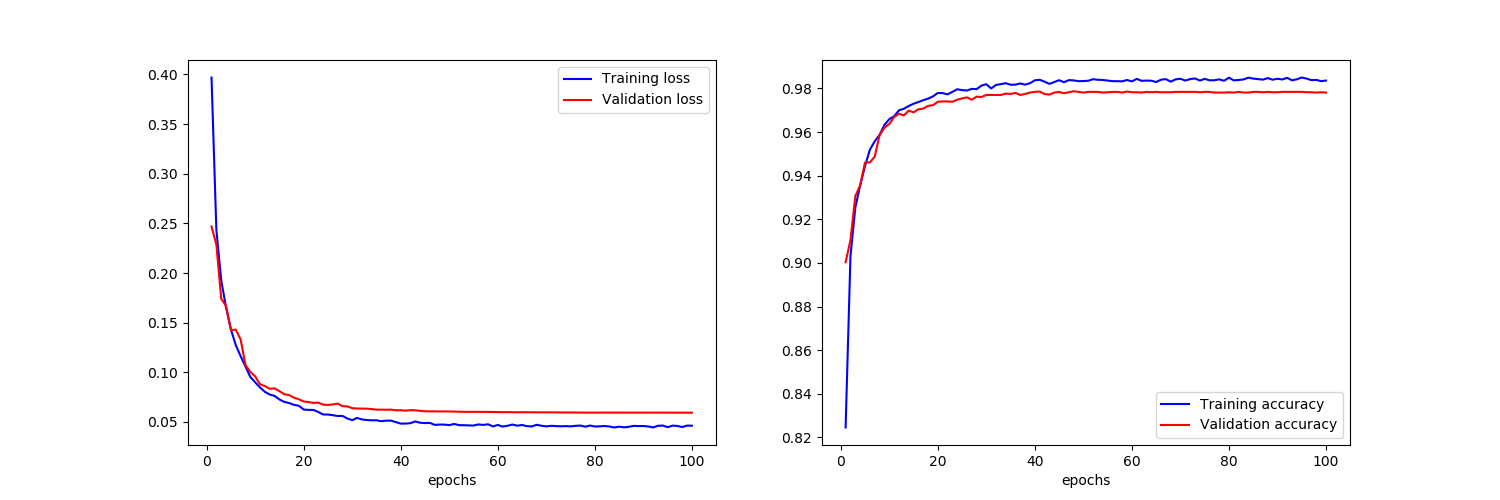 0.40
0.35
0.30
0.25
0.20
0.15
0.10
0.05
0 20 40 60 80 100
epochs
Training loss
Validation loss
0.98
0.96
0.94
0.92
0.90
0.88
0.86
0.84
0.82
0 20 40 60 80 100
epochs
Training accuracy
Validation accuracy